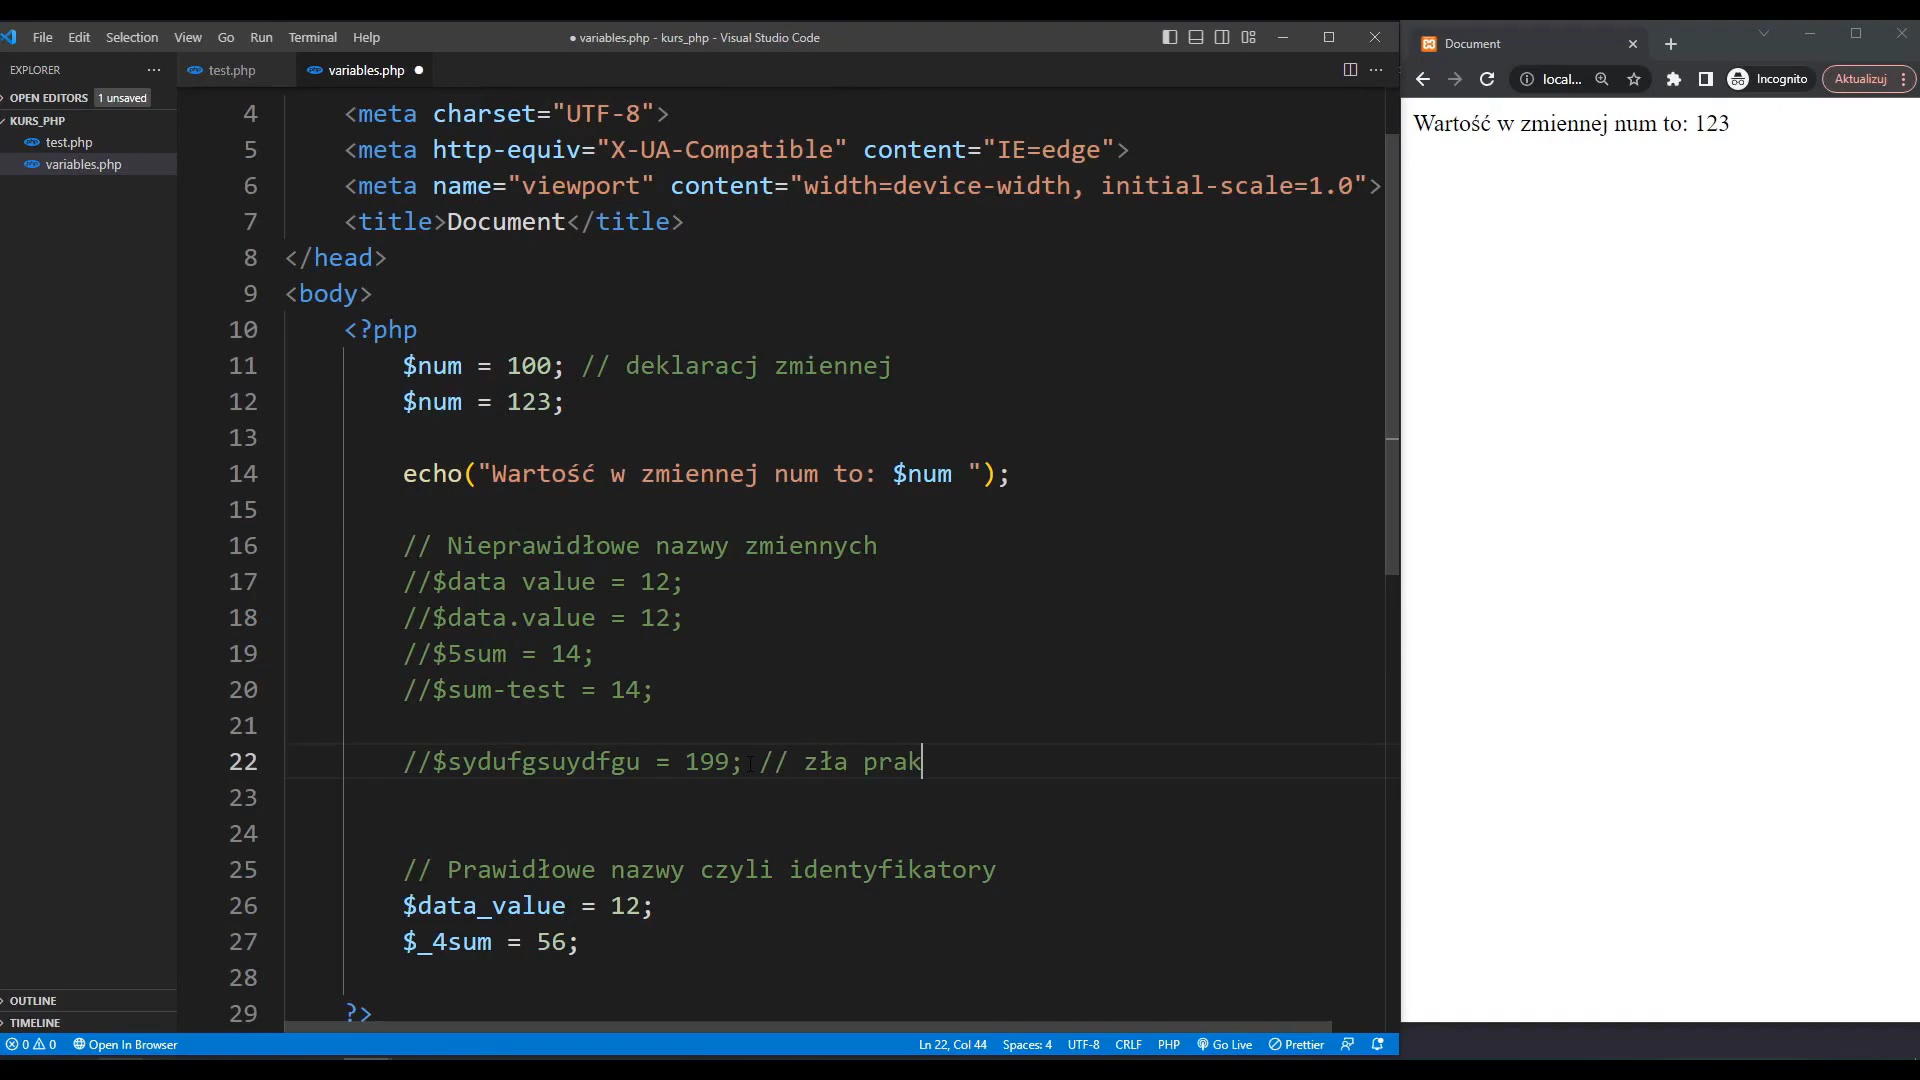 File Edit Selection View Go Run Terminal Help
● variables.php - kurs_php - Visual Studio Code
EXPLORER
OPEN EDITORS 1 unsaved
KURS_PHP
test.php
variables.php
OUTLINE
TIMELINE
test.php
variables.php ●
4 <meta charset="UTF-8">
5 <meta http-equiv="X-UA-Compatible" content="IE=edge">
6 <meta name="viewport" content="width=device-width, initial-scale=1.0">
7 <title>Document</title>
8 </head>
9 <body>
10 <?php
11 $num = 100; // deklaracj zmiennej
12 $num = 123;
13
14 echo("Wartość w zmiennej num to: $num ");
15
16 // Nieprawidłowe nazwy zmiennych
17 //$data value = 12;
18 //$data.value = 12;
19 //$5sum = 14;
20 //$sum-test = 14;
21
22 //$sydufgsuydfgu = 199; // zła prak
23
24
25 // Prawidłowe nazwy czyli identyfikatory
26 $data_value = 12;
27 $_4sum = 56;
28
29 ?>
0 0 Open In Browser
Ln 22, Col 44 Spaces: 4 UTF-8 CRLF PHP Go Live Prettier
Document
local... Incognito Aktualizuj
Wartość w zmiennej num to: 123